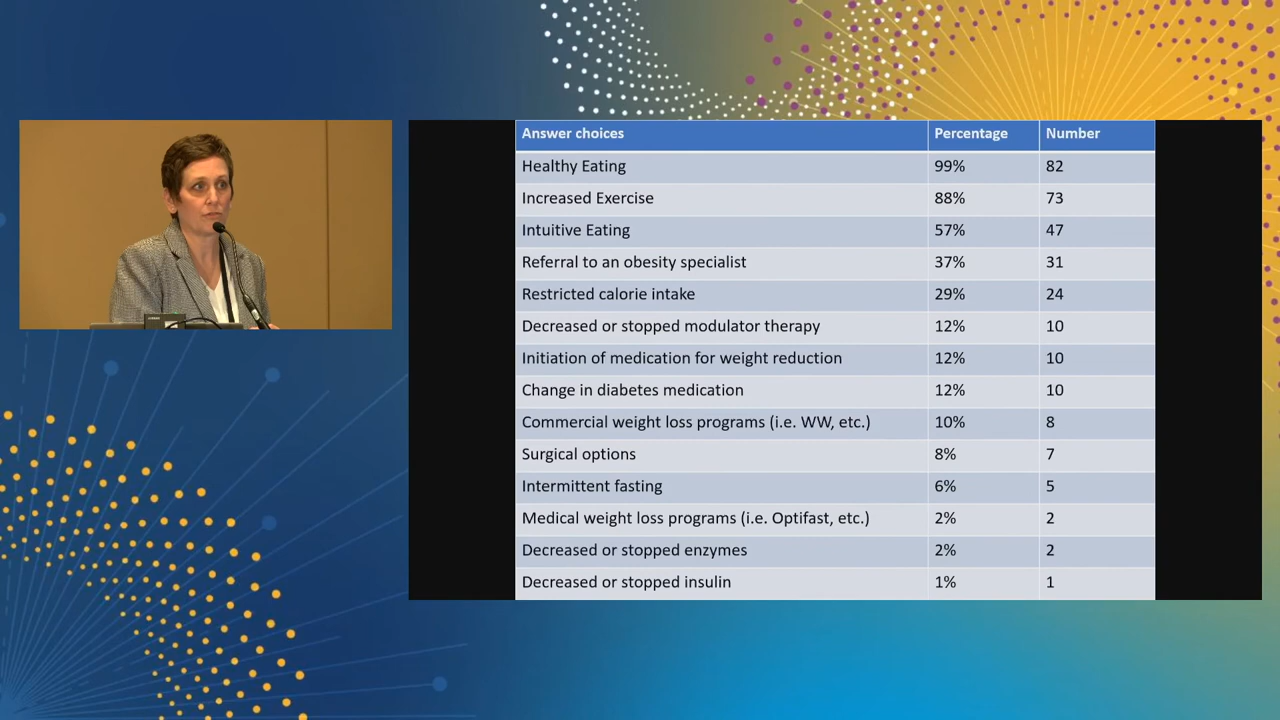 Answer choices Percentage Number
Healthy Eating 99% 82
Increased Exercise 88% 73
Intuitive Eating 57% 47
Referral to an obesity specialist 37% 31
Restricted calorie intake 29% 24
Decreased or stopped modulator therapy 12% 10
Initiation of medication for weight reduction 12% 10
Change in diabetes medication 12% 10
Commercial weight loss programs (i.e. WW, etc.) 10% 8
Surgical options 8% 7
Intermittent fasting 6% 5
Medical weight loss programs (i.e. Optifast, etc.) 2% 2
Decreased or stopped enzymes 2% 2
Decreased or stopped insulin 1% 1